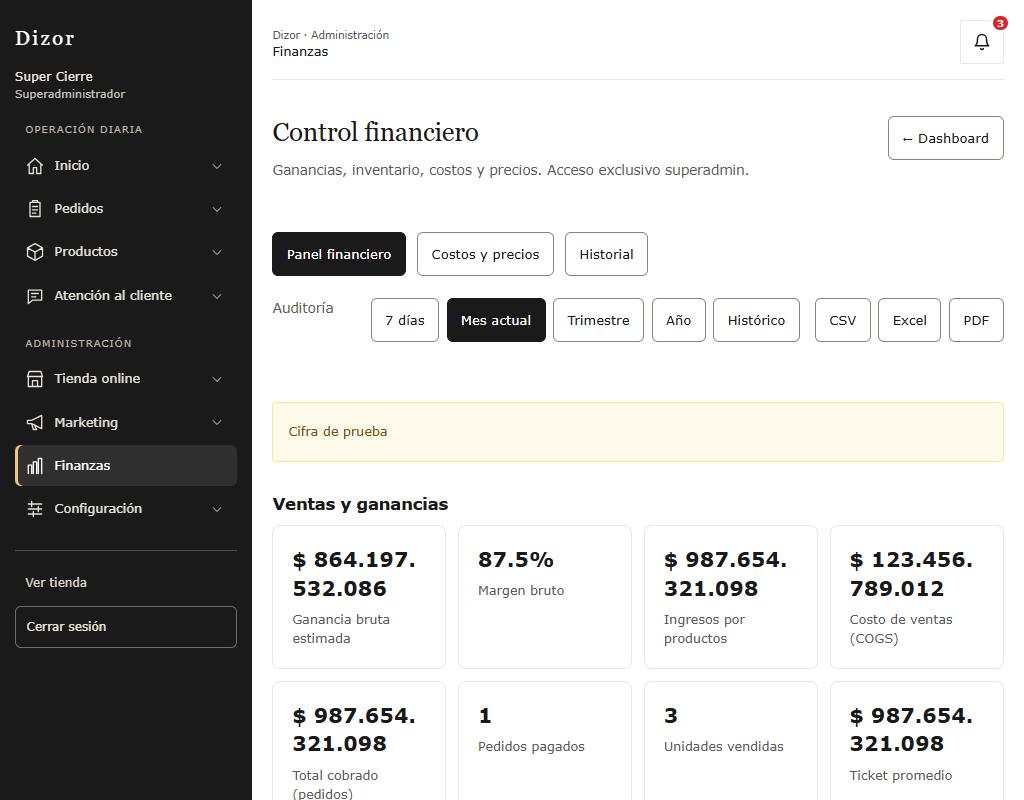 Dizor
Super Cierre
Superadministrador
OPERACIÓN DIARIA
Inicio
Pedidos
Productos
Atención al cliente
ADMINISTRACIÓN
Tienda online
Marketing
Finanzas
Configuración
Ver tienda
Cerrar sesión
Dizor · Administración
Finanzas
3
Control financiero
← Dashboard
Ganancias, inventario, costos y precios. Acceso exclusivo superadmin.
Panel financiero
Costos y precios
Historial
Auditoría
7 días
Mes actual
Trimestre
Año
Histórico
CSV
Excel
PDF
Cifra de prueba
Ventas y ganancias
$ 864.197.
532.086
Ganancia bruta
estimada
87.5%
Margen bruto
$ 987.654.
321.098
Ingresos por
productos
$ 123.456.
789.012
Costo de ventas
(COGS)
$ 987.654.
321.098
Total cobrado
(pedidos)
1
Pedidos pagados
3
Unidades vendidas
$ 987.654.
321.098
Ticket promedio